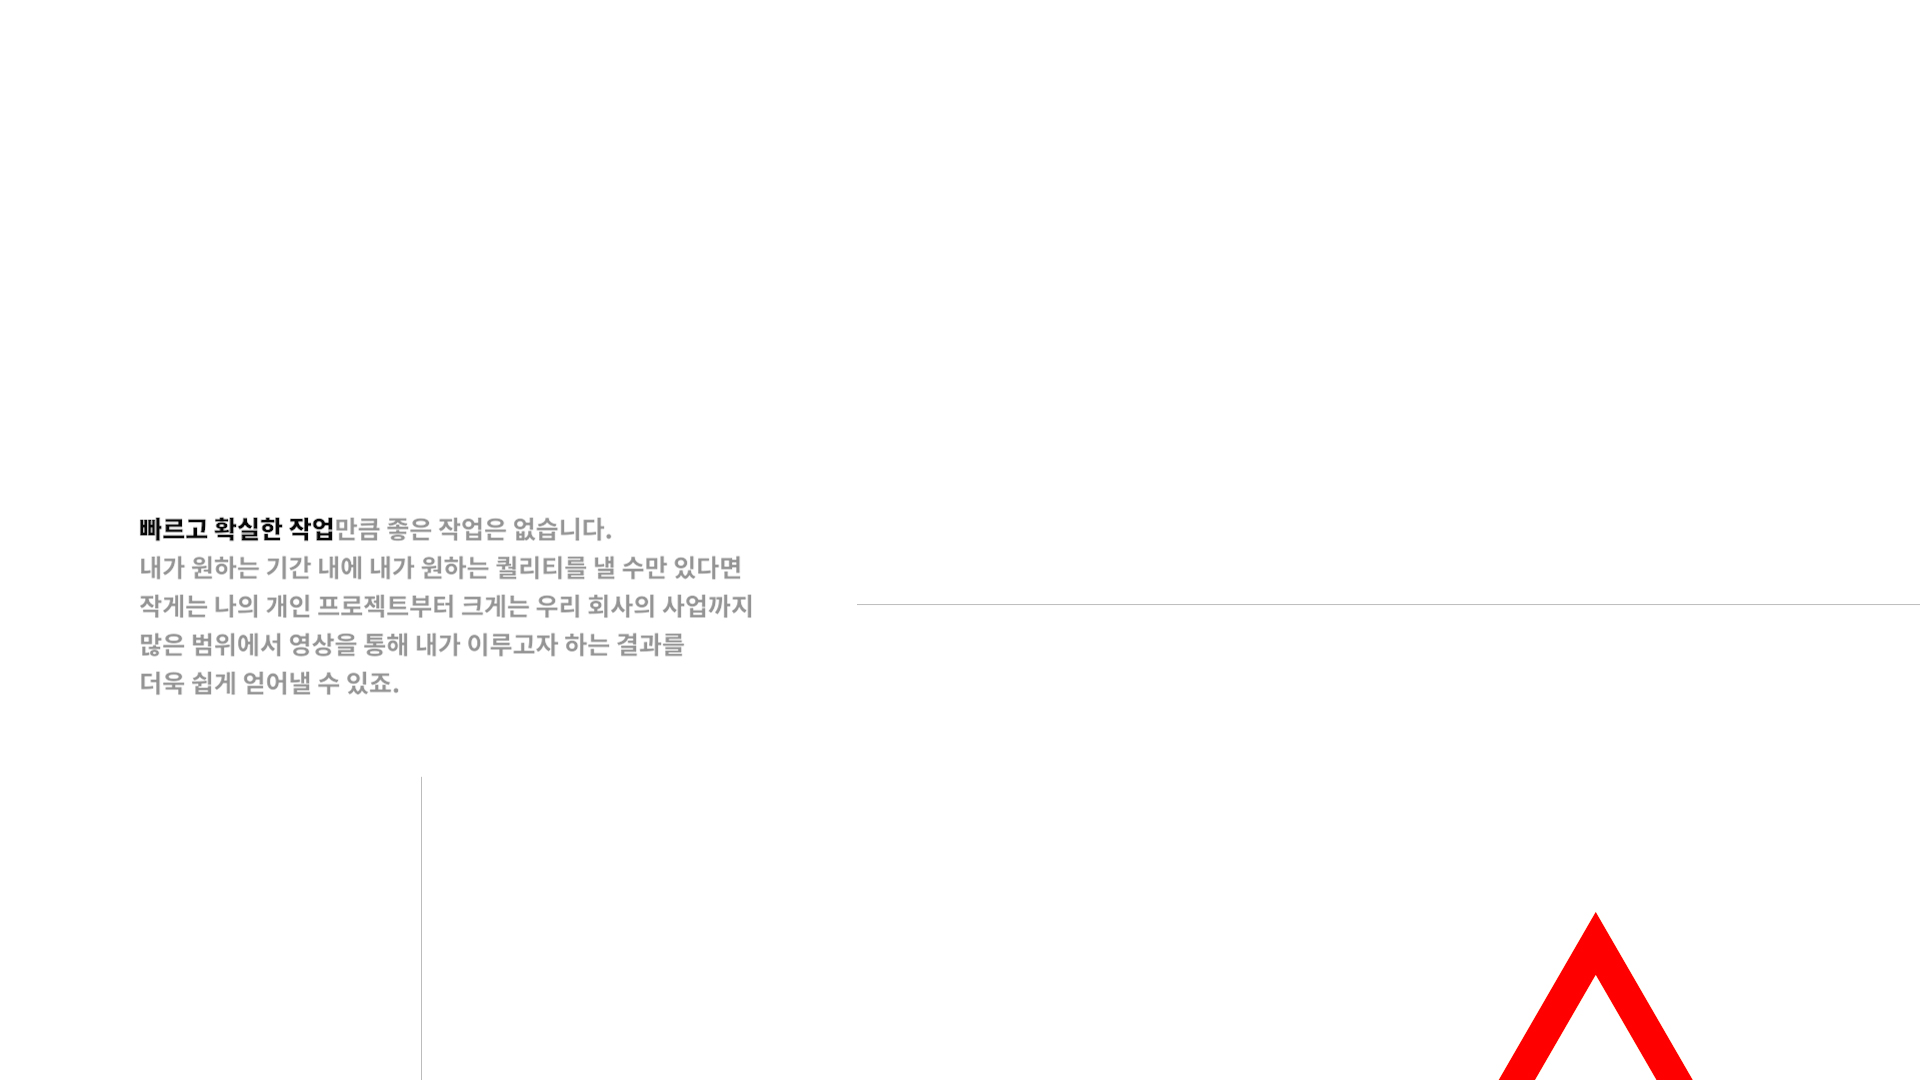 빠르고 확실한 작업만큼 좋은 작업은 없습니다.
내가 원하는 기간 내에 내가 원하는 퀄리티를 낼 수만 있다면
작게는 나의 개인 프로젝트부터 크게는 우리 회사의 사업까지
많은 범위에서 영상을 통해 내가 이루고자 하는 결과를
더욱 쉽게 얻어낼 수 있죠.